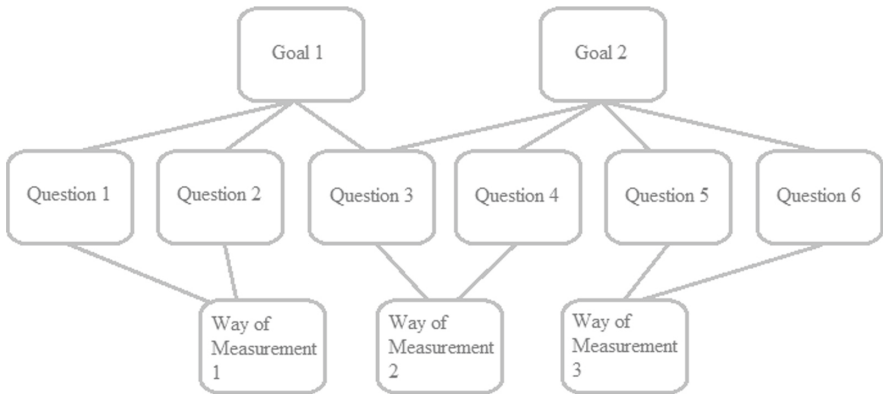 Goal 1
Goal 2
Question 1
Question 2
Question 3
Question 4
Question 5
Question 6
Way of
Measurement
1
Way of
Measurement
2
Way of
Measurement
3